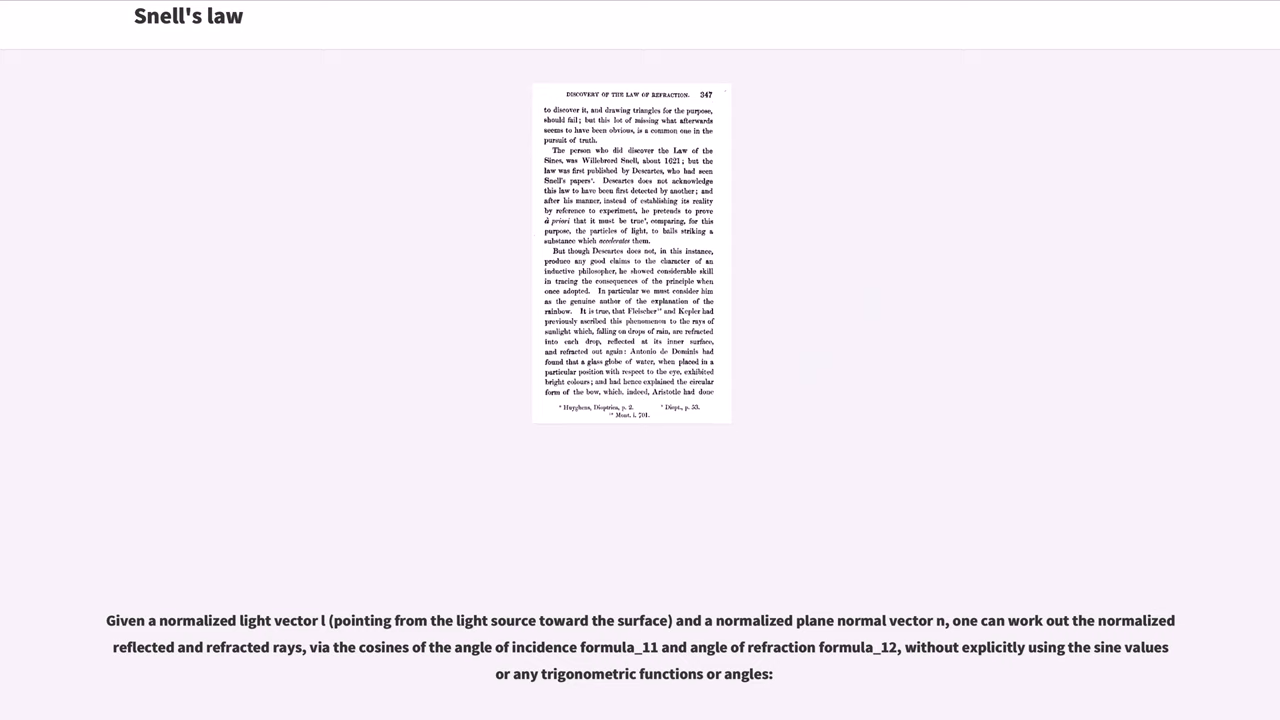 Snell's law
DISCOVERY OF THE LAW OF REFRACTION. 347
to discover it, and drawing triangles for the purpose,
should fail; but this lot of missing what afterwards
seems to have been obvious, is a common one in the
pursuit of truth.
The person who did discover the Law of the
Sines, was Willebrord Snell, about 1621; but the
law was first published by Descartes, who had seen
Snell's papers. Descartes does not acknowledge
this law to have been first detected by another; and
after his manner, instead of establishing its reality
by reference to experiment, he pretends to prove
à priori that it must be true, comparing, for this
purpose, the particles of light, to balls striking a
substance which accelerates them.
But though Descartes does not, in this instance,
produce any good claims to the character of an
inductive philosopher, he showed considerable skill
in tracing the consequences of the principle when
once adopted. In particular we must consider him
as the genuine author of the explanation of the
rainbow. It is true, that Fleischer and Kepler had
previously ascribed this phenomenon to the rays of
sunlight which, falling on drops of rain, are refracted
into each drop, reflected at its inner surface,
and refracted out again: Antonio de Dominis had
found that a glass globe of water, when placed in a
particular position with respect to the eye, exhibited
bright colours; and had hence explained the circular
form of the bow, which, indeed, Aristotle had done
Huyghens, Dioptrica, p. 2. Diopt., p. 53.
Mont. i. 701.
Given a normalized light vector l (pointing from the light source toward the surface) and a normalized plane normal vector n, one can work out the normalized
reflected and refracted rays, via the cosines of the angle of incidence formula_11 and angle of refraction formula_12, without explicitly using the sine values
or any trigonometric functions or angles: